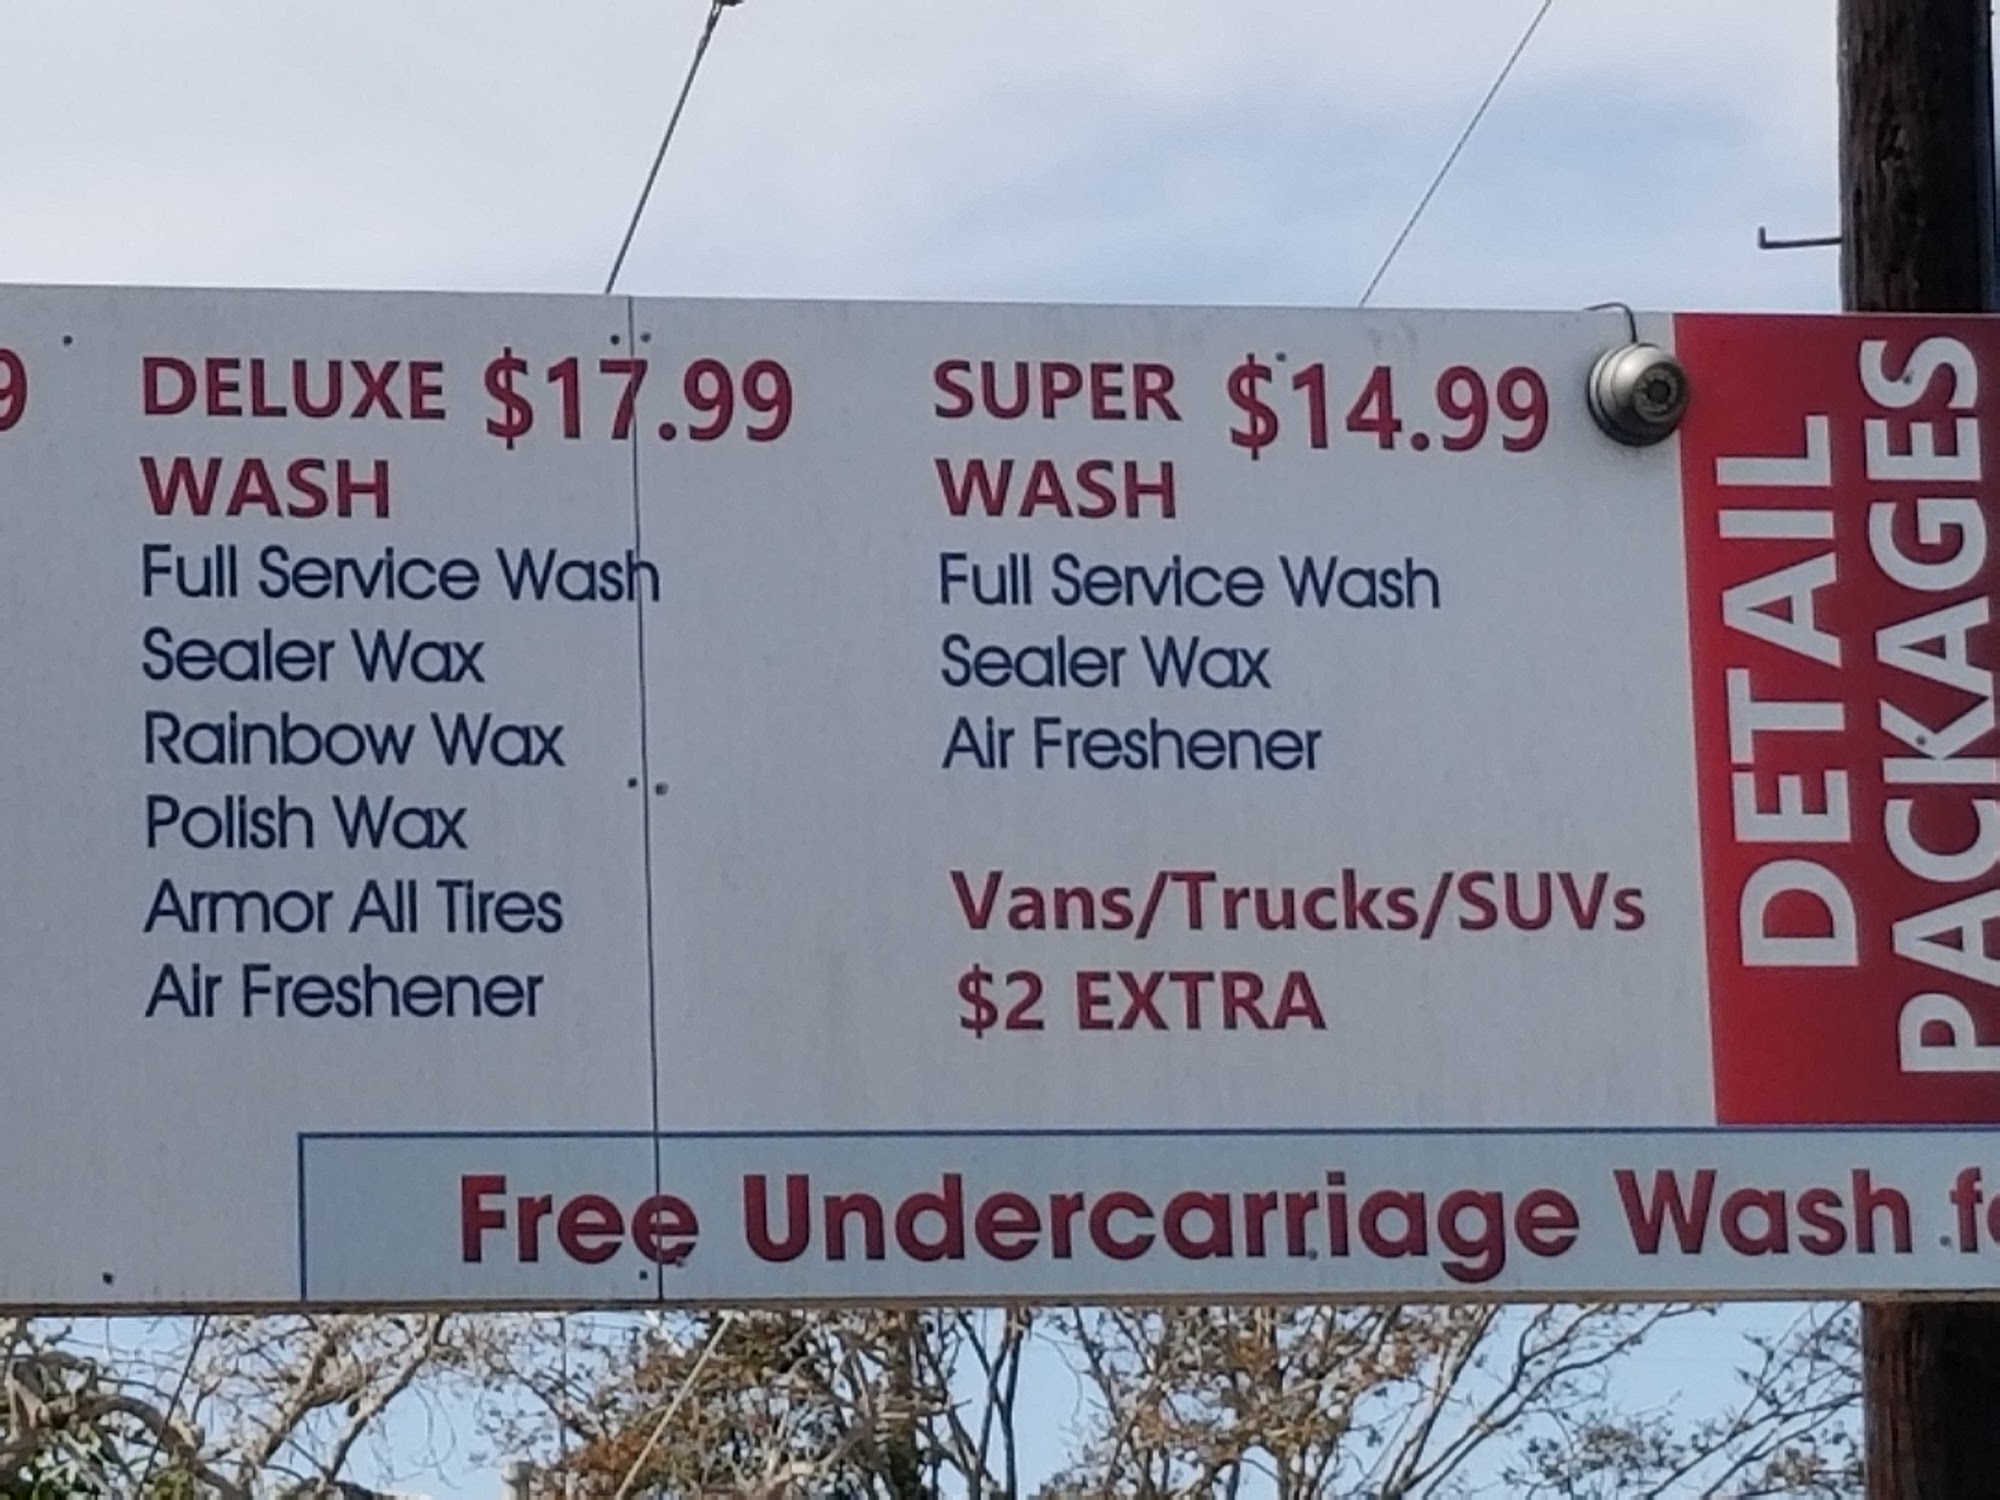 9
DELUXE $17.99
WASH
Full Service Wash
Sealer Wax
Rainbow Wax
Polish Wax
Armor All Tires
Air Freshener
SUPER $14.99
WASH
Full Service Wash
Sealer Wax
Air Freshener
Vans/Trucks/SUVs
$2 EXTRA
DETAIL
PACKAGES
Free Undercarriage Wash